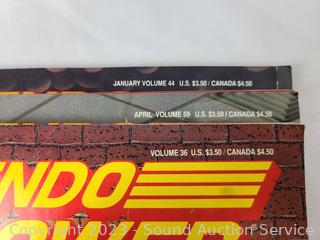 JANUARY VOLUME 44 U.S. $3.50 / CANADA $4.50
APRIL VOLUME 59 U.S. $3.50 / CANADA $4.50
VOLUME 36 U.S. $3.50 / CANADA $4.50
NDO
Copyright 2023 - Sound Auction Service